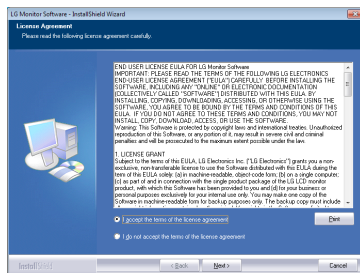 LG Monitor Software - InstallShield Wizard
License Agreement
Please read the following license agreement carefully.
END USER LICENSE EULA FOR LG Monitor Software
IMPORTANT: PLEASE READ THE TERMS OF THE FOLLOWING LG ELECTRONICS
END-USER LICENSE AGREEMENT ("EULA") CAREFULLY BEFORE INSTALLING THE
SOFTWARE, INCLUDING ANY "ONLINE" OR ELECTRONIC DOCUMENTATION
(COLLECTIVELY CALLED "SOFTWARE") DISTRIBUTED WITH THIS EULA. BY
INSTALLING, COPYING, DOWNLOADING, ACCESSING, OR OTHERWISE USING THE
SOFTWARE, YOU AGREE TO BE BOUND BY THE TERMS AND CONDITIONS OF THIS
EULA. IF YOU DO NOT AGREE TO THESE TERMS AND CONDITIONS, YOU MAY NOT
INSTALL, COPY, DOWNLOAD, ACCESS, OR USE THE SOFTWARE.
Warning: This Software is protected by copyright laws and international treaties. Unauthorized
reproduction of this Software, or any portion of it, may result in severe civil and criminal
penalties and will be prosecuted to the maximum extent possible under the law.
1. LICENSE GRANT
Subject to the terms of this EULA, LG Electronics Inc. ("LG Electronics") grants you a non-
exclusive, non-transferable license to use the Software distributed with this EULA during the
term of this EULA solely: (a) in machine-readable, object-code form; (b) on a single computer;
(c) as part of and in connection with the single product package of the LG LCD monitor
product, with which this Software has been provided to you and (d) for your business or
personal purposes exclusively for your internal use only. You may make one copy of the
Software in machine-readable form for backup purposes only. The backup copy must include
I accept the terms of the license agreement
Print
I do not accept the terms of the license agreement
InstallShield
< Back
Next >
Cancel